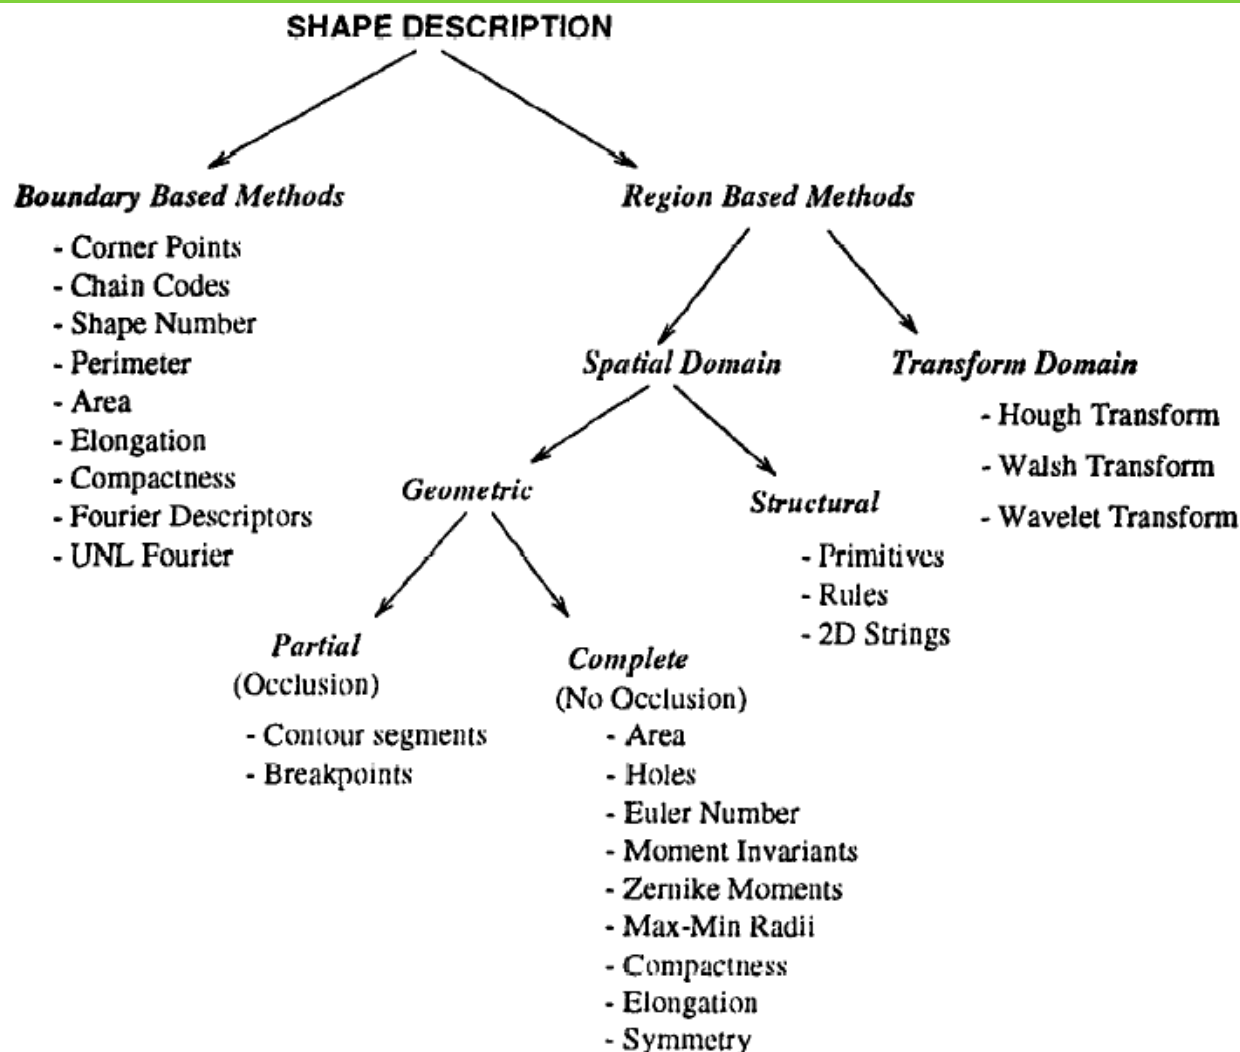 SHAPE DESCRIPTION
Boundary Based Methods
- Corner Points
- Chain Codes
- Shape Number
- Perimeter
- Area
- Elongation
- Compactness
- Fourier Descriptors
- UNL Fourier
Region Based Methods
Spatial Domain
Transform Domain
- Hough Transform
- Walsh Transform
- Wavelet Transform
Geometric
Structural
- Primitives
- Rules
- 2D Strings
Partial
(Occlusion)
- Contour segments
- Breakpoints
Complete
(No Occlusion)
- Area
- Holes
- Euler Number
- Moment Invariants
- Zernike Moments
- Max-Min Radii
- Compactness
- Elongation
- Symmetry